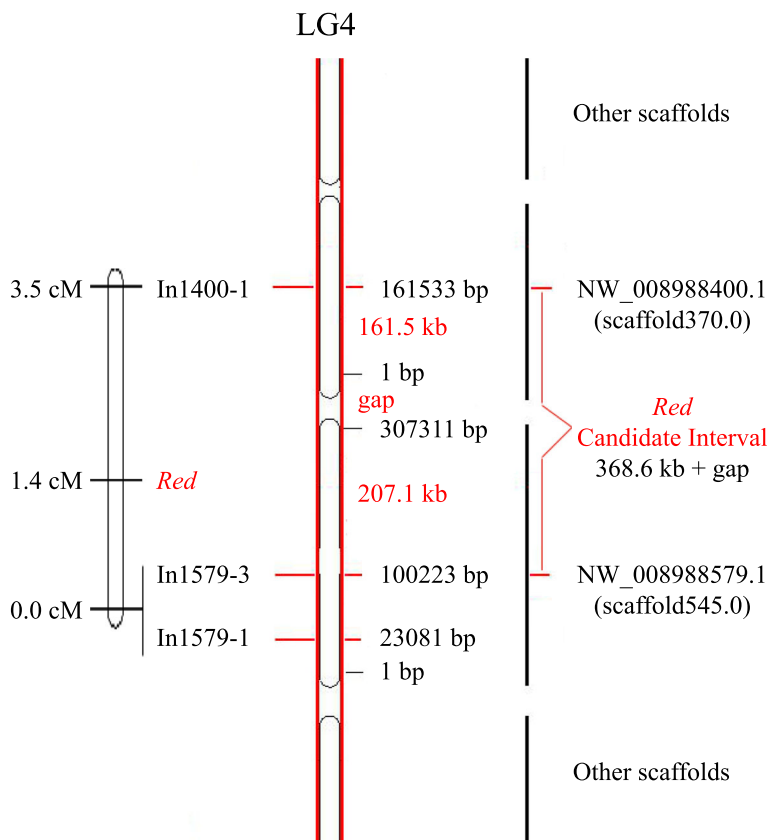 LG4
Other scaffolds
3.5 cM
In1400-1
161533 bp
NW_008988400.1
(scaffold370.0)
161.5 kb
1 bp
gap
307311 bp
Red
Candidate Interval
368.6 kb + gap
1.4 cM
Red
207.1 kb
In1579-3
100223 bp
NW_008988579.1
(scaffold545.0)
0.0 cM
In1579-1
23081 bp
1 bp
Other scaffolds